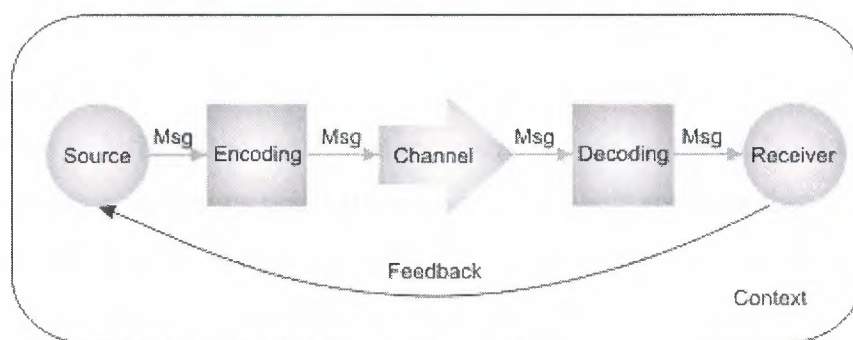 Msg Msg Msg Msg
Source Encoding Channel Decoding Receiver
Feedback
Context